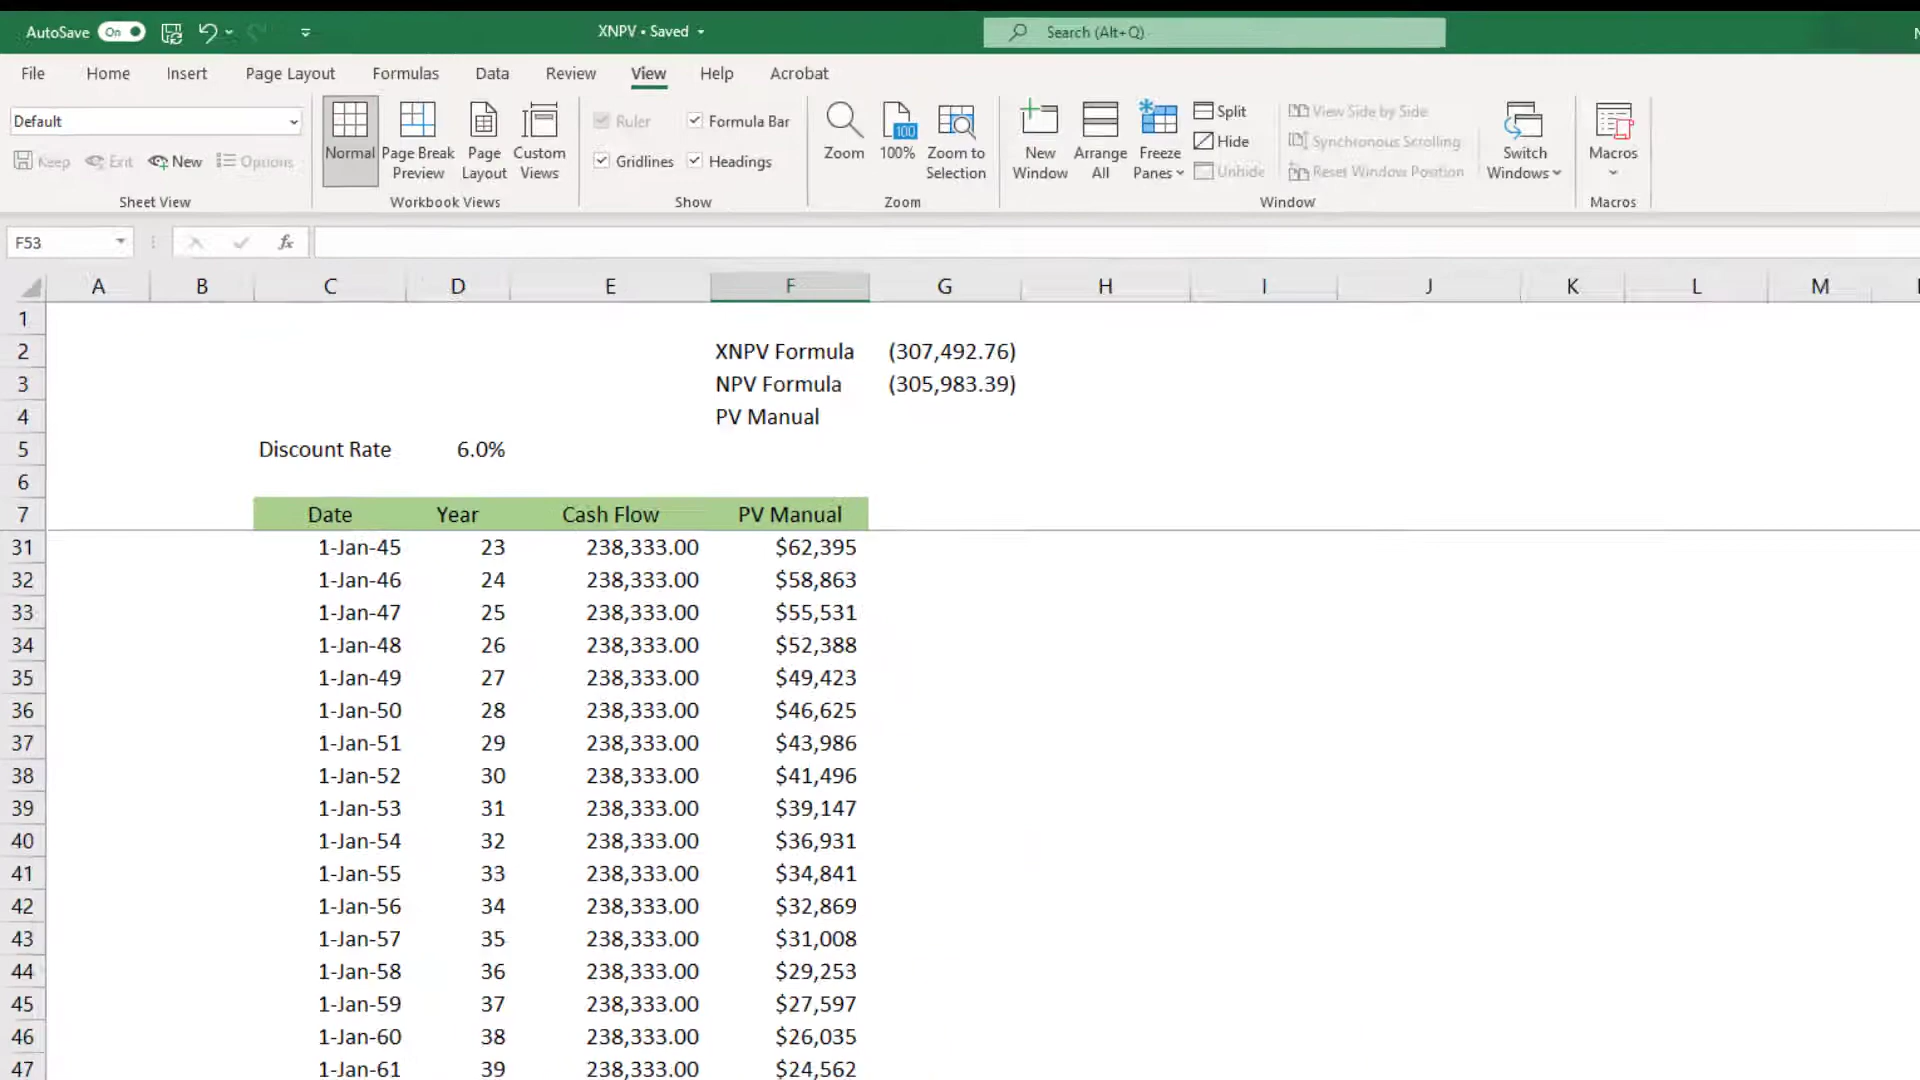 AutoSave On XNPV • Saved Search (Alt+Q)
File Home Insert Page Layout Formulas Data Review View Help Acrobat
Default
Keep Exit New Options
Sheet View
Normal Page Break Preview Page Layout Custom Views
Workbook Views
Ruler Formula Bar
Gridlines Headings
Show
Zoom 100% Zoom to Selection
100
Zoom
New Window Arrange All Freeze Panes
Split
Hide
Unhide
View Side by Side
Synchronous Scrolling
Reset Window Position
Switch Windows
Window
Macros
Macros
F53 fx
A B C D E F G H I J K L M
1
2 XNPV Formula (307,492.76)
3 NPV Formula (305,983.39)
4 PV Manual
5 Discount Rate 6.0%
6
7 Date Year Cash Flow PV Manual
31 1-Jan-45 23 238,333.00 $62,395
32 1-Jan-46 24 238,333.00 $58,863
33 1-Jan-47 25 238,333.00 $55,531
34 1-Jan-48 26 238,333.00 $52,388
35 1-Jan-49 27 238,333.00 $49,423
36 1-Jan-50 28 238,333.00 $46,625
37 1-Jan-51 29 238,333.00 $43,986
38 1-Jan-52 30 238,333.00 $41,496
39 1-Jan-53 31 238,333.00 $39,147
40 1-Jan-54 32 238,333.00 $36,931
41 1-Jan-55 33 238,333.00 $34,841
42 1-Jan-56 34 238,333.00 $32,869
43 1-Jan-57 35 238,333.00 $31,008
44 1-Jan-58 36 238,333.00 $29,253
45 1-Jan-59 37 238,333.00 $27,597
46 1-Jan-60 38 238,333.00 $26,035
47 1-Jan-61 39 238,333.00 $24,562